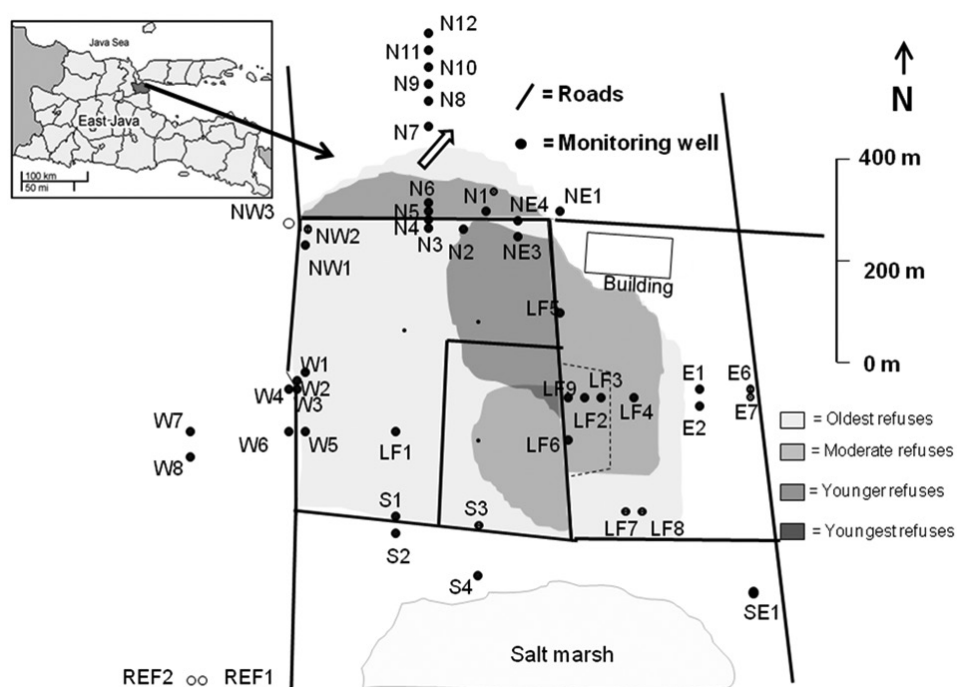 Java Sea
East-Java
100 km
50 mi
N12
N11
N10
N9
N8
N7
/ = Roads
● = Monitoring well
N
400 m
200 m
0 m
N6
N5
N4
N3
N1
N2
NE4
NE3
NE1
NW3
NW2
NW1
Building
LF5
W1
W2
W3
W4
W7
W8
W6
W5
LF1
LF9
LF3
LF2
LF4
LF6
E1
E2
E6
E7
= Oldest refuses
= Moderate refuses
= Younger refuses
= Youngest refuses
S1
S2
S3
S4
LF7
LF8
SE1
Salt marsh
REF2
REF1